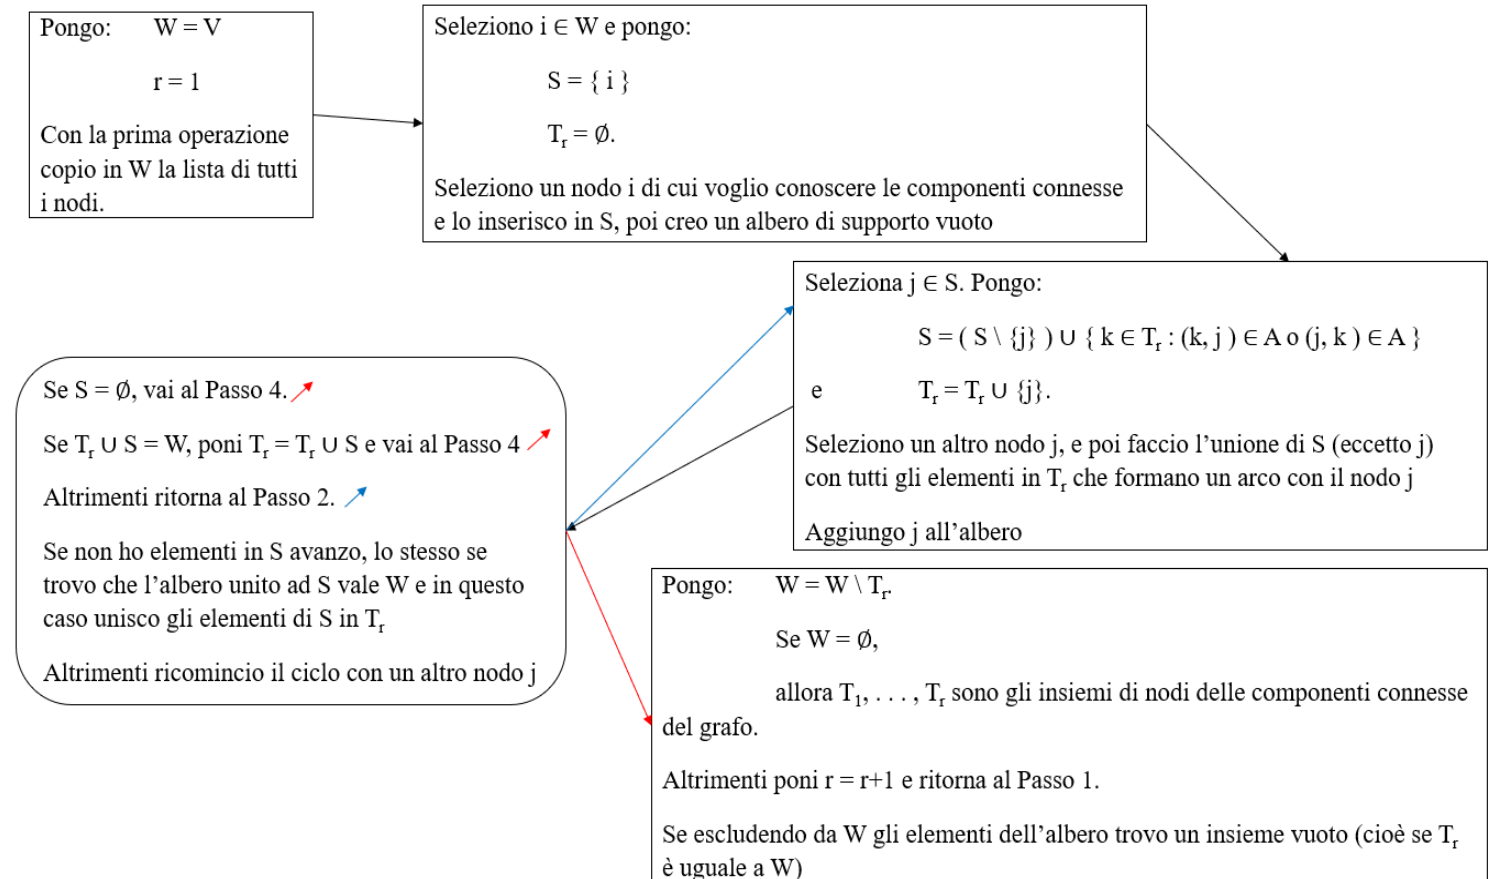 Pongo: W = V
r = 1
Con la prima operazione
copio in W la lista di tutti
i nodi.
Seleziono i ∈ W e pongo:
S = { i }
Tᵣ = Ø.
Seleziono un nodo i di cui voglio conoscere le componenti connesse
e lo inserisco in S, poi creo un albero di supporto vuoto
Seleziona j ∈ S. Pongo:
S = ( S \ {j} ) ∪ { k ∈ Tᵣ : (k, j ) ∈ A o (j, k ) ∈ A }
e Tᵣ = Tᵣ ∪ {j}.
Seleziono un altro nodo j, e poi faccio l’unione di S (eccetto j)
con tutti gli elementi in Tᵣ che formano un arco con il nodo j
Aggiungo j all’albero
Se S = Ø, vai al Passo 4.
Se Tᵣ ∪ S = W, poni Tᵣ = Tᵣ ∪ S e vai al Passo 4
Altrimenti ritorna al Passo 2.
Se non ho elementi in S avanzo, lo stesso se
trovo che l’albero unito ad S vale W e in questo
caso unisco gli elementi di S in Tᵣ
Altrimenti ricomincio il ciclo con un altro nodo j
Pongo: W = W \ Tᵣ.
Se W = Ø,
allora T₁, . . . , Tᵣ sono gli insiemi di nodi delle componenti connesse
del grafo.
Altrimenti poni r = r+1 e ritorna al Passo 1.
Se escludendo da W gli elementi dell’albero trovo un insieme vuoto (cioè se Tᵣ
è uguale a W)